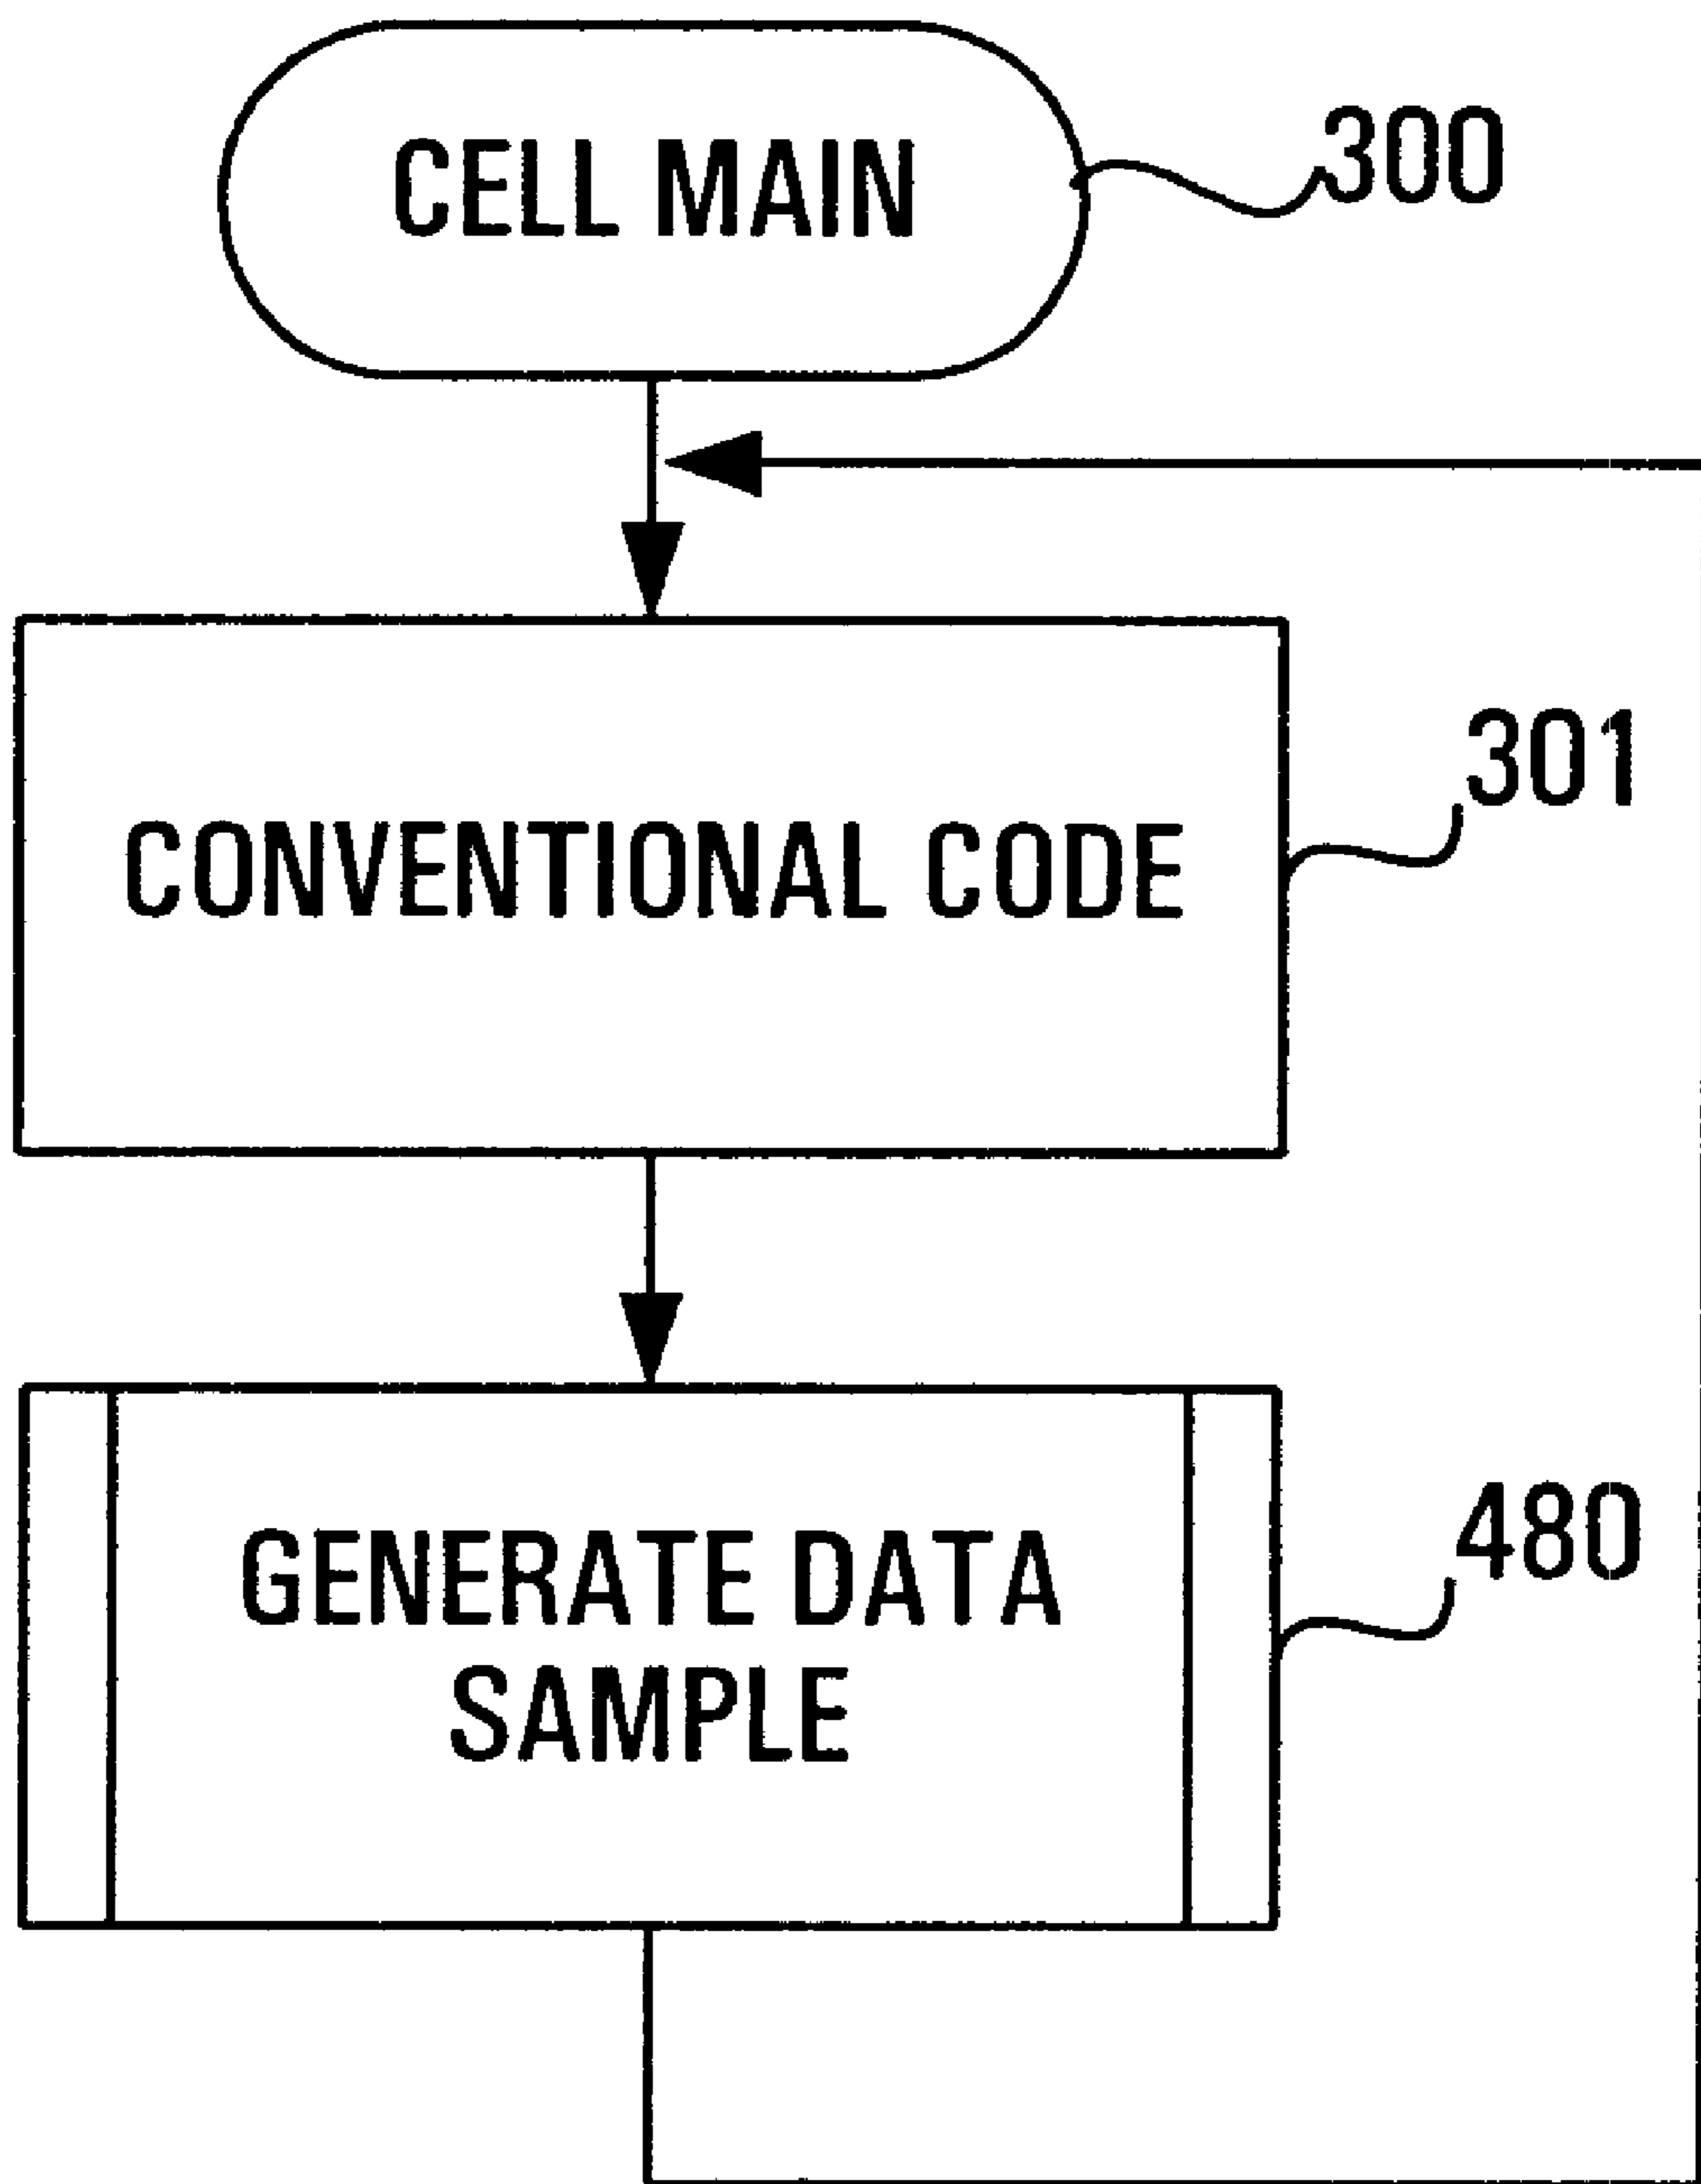 CELL MAIN
300
301
CONVENTIONAL CODE
480
GENERATE DATA
SAMPLE